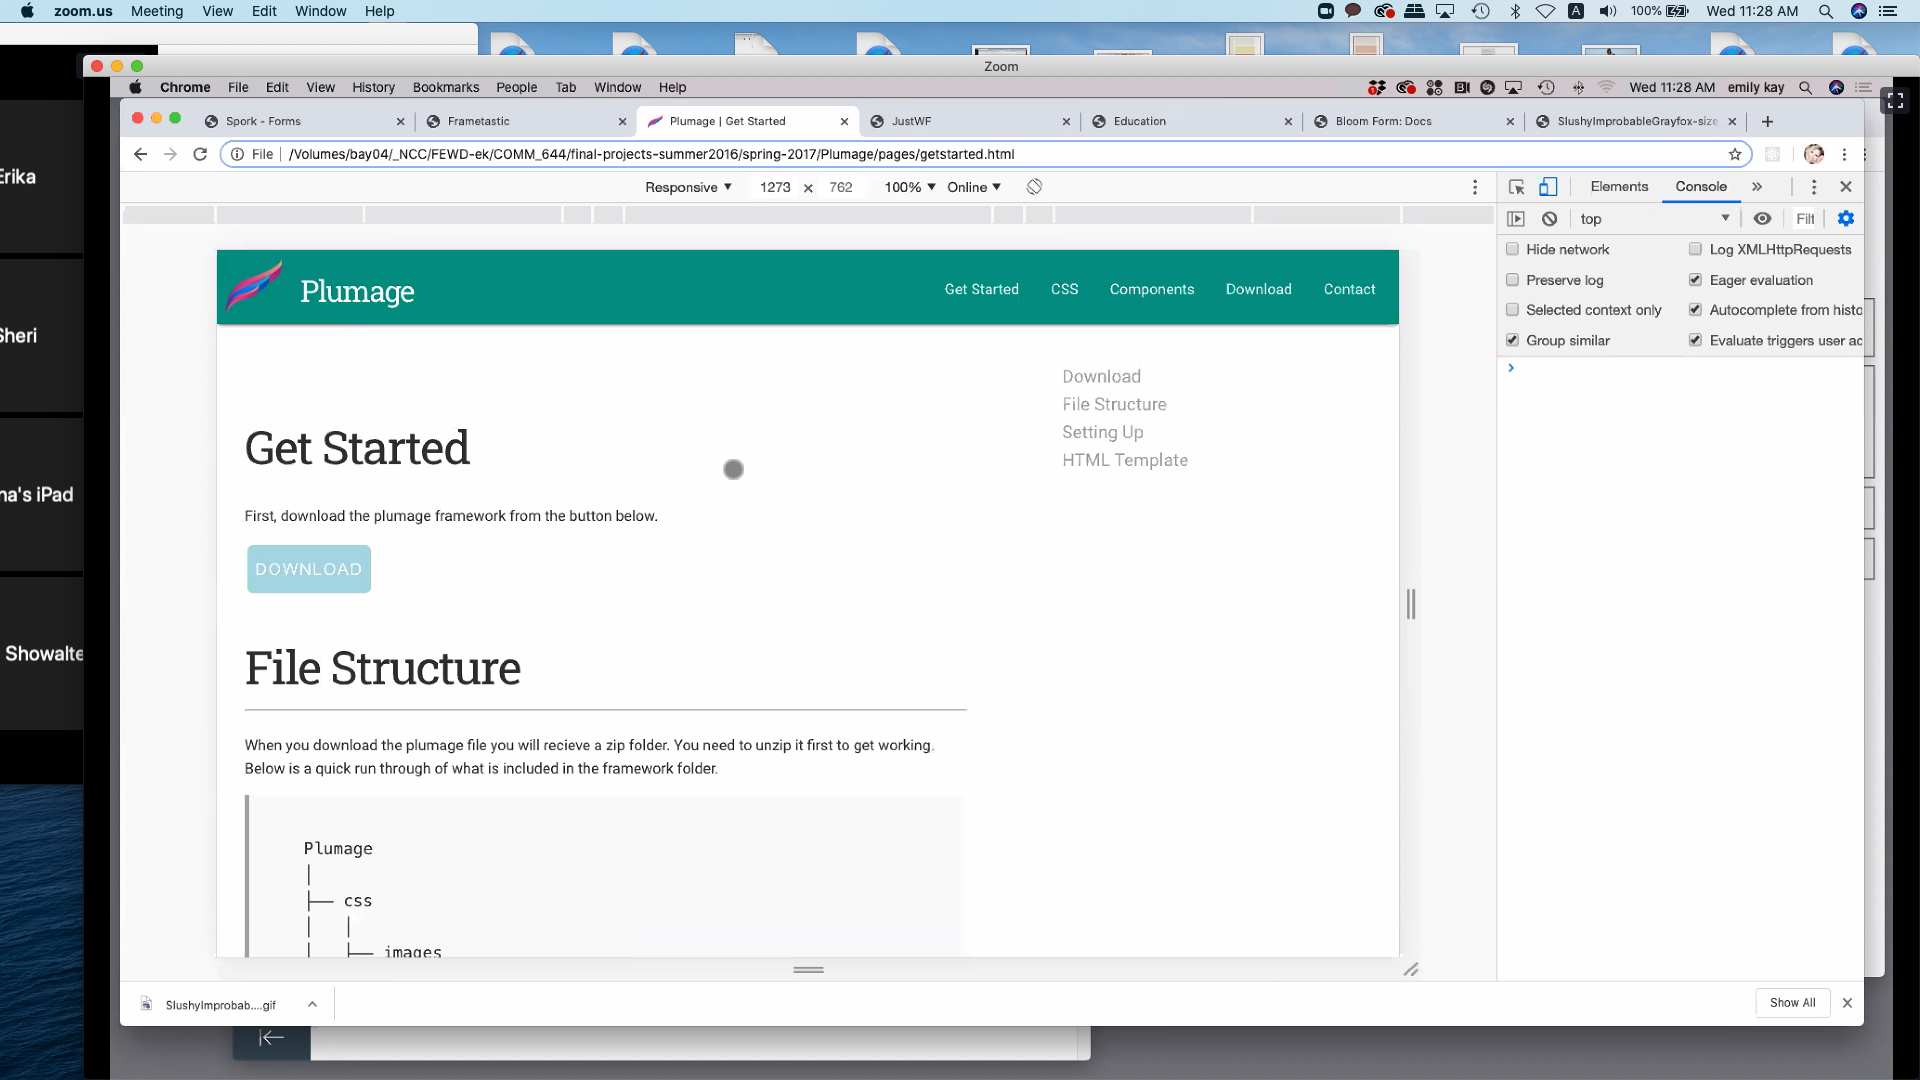 zoom.us Meeting View Edit Window Help 100% Wed 11:28 AM
Zoom
Chrome File Edit View History Bookmarks People Tab Window Help Wed 11:28 AM emily kay
Spork - Forms Frametastic Plumage | Get Started JustWF Education Bloom Form: Docs SlushyImprobableGrayfox-size
File /Volumes/bay04/_NCC/FEWD-ek/COMM_644/final-projects-summer2016/spring-2017/Plumage/pages/getstarted.html
Responsive 1273 x 762 100% Online
Elements Console
top Filt
Hide network Log XMLHttpRequests
Preserve log Eager evaluation
Selected context only Autocomplete from histo
Group similar Evaluate triggers user ac
Erika
Sheri
na's iPad
Showalte
Plumage
Get Started CSS Components Download Contact
Download
File Structure
Setting Up
HTML Template
Get Started
First, download the plumage framework from the button below.
DOWNLOAD
File Structure
When you download the plumage file you will recieve a zip folder. You need to unzip it first to get working.
Below is a quick run through of what is included in the framework folder.
Plumage
css
images
SlushyImprobab....gif
Show All